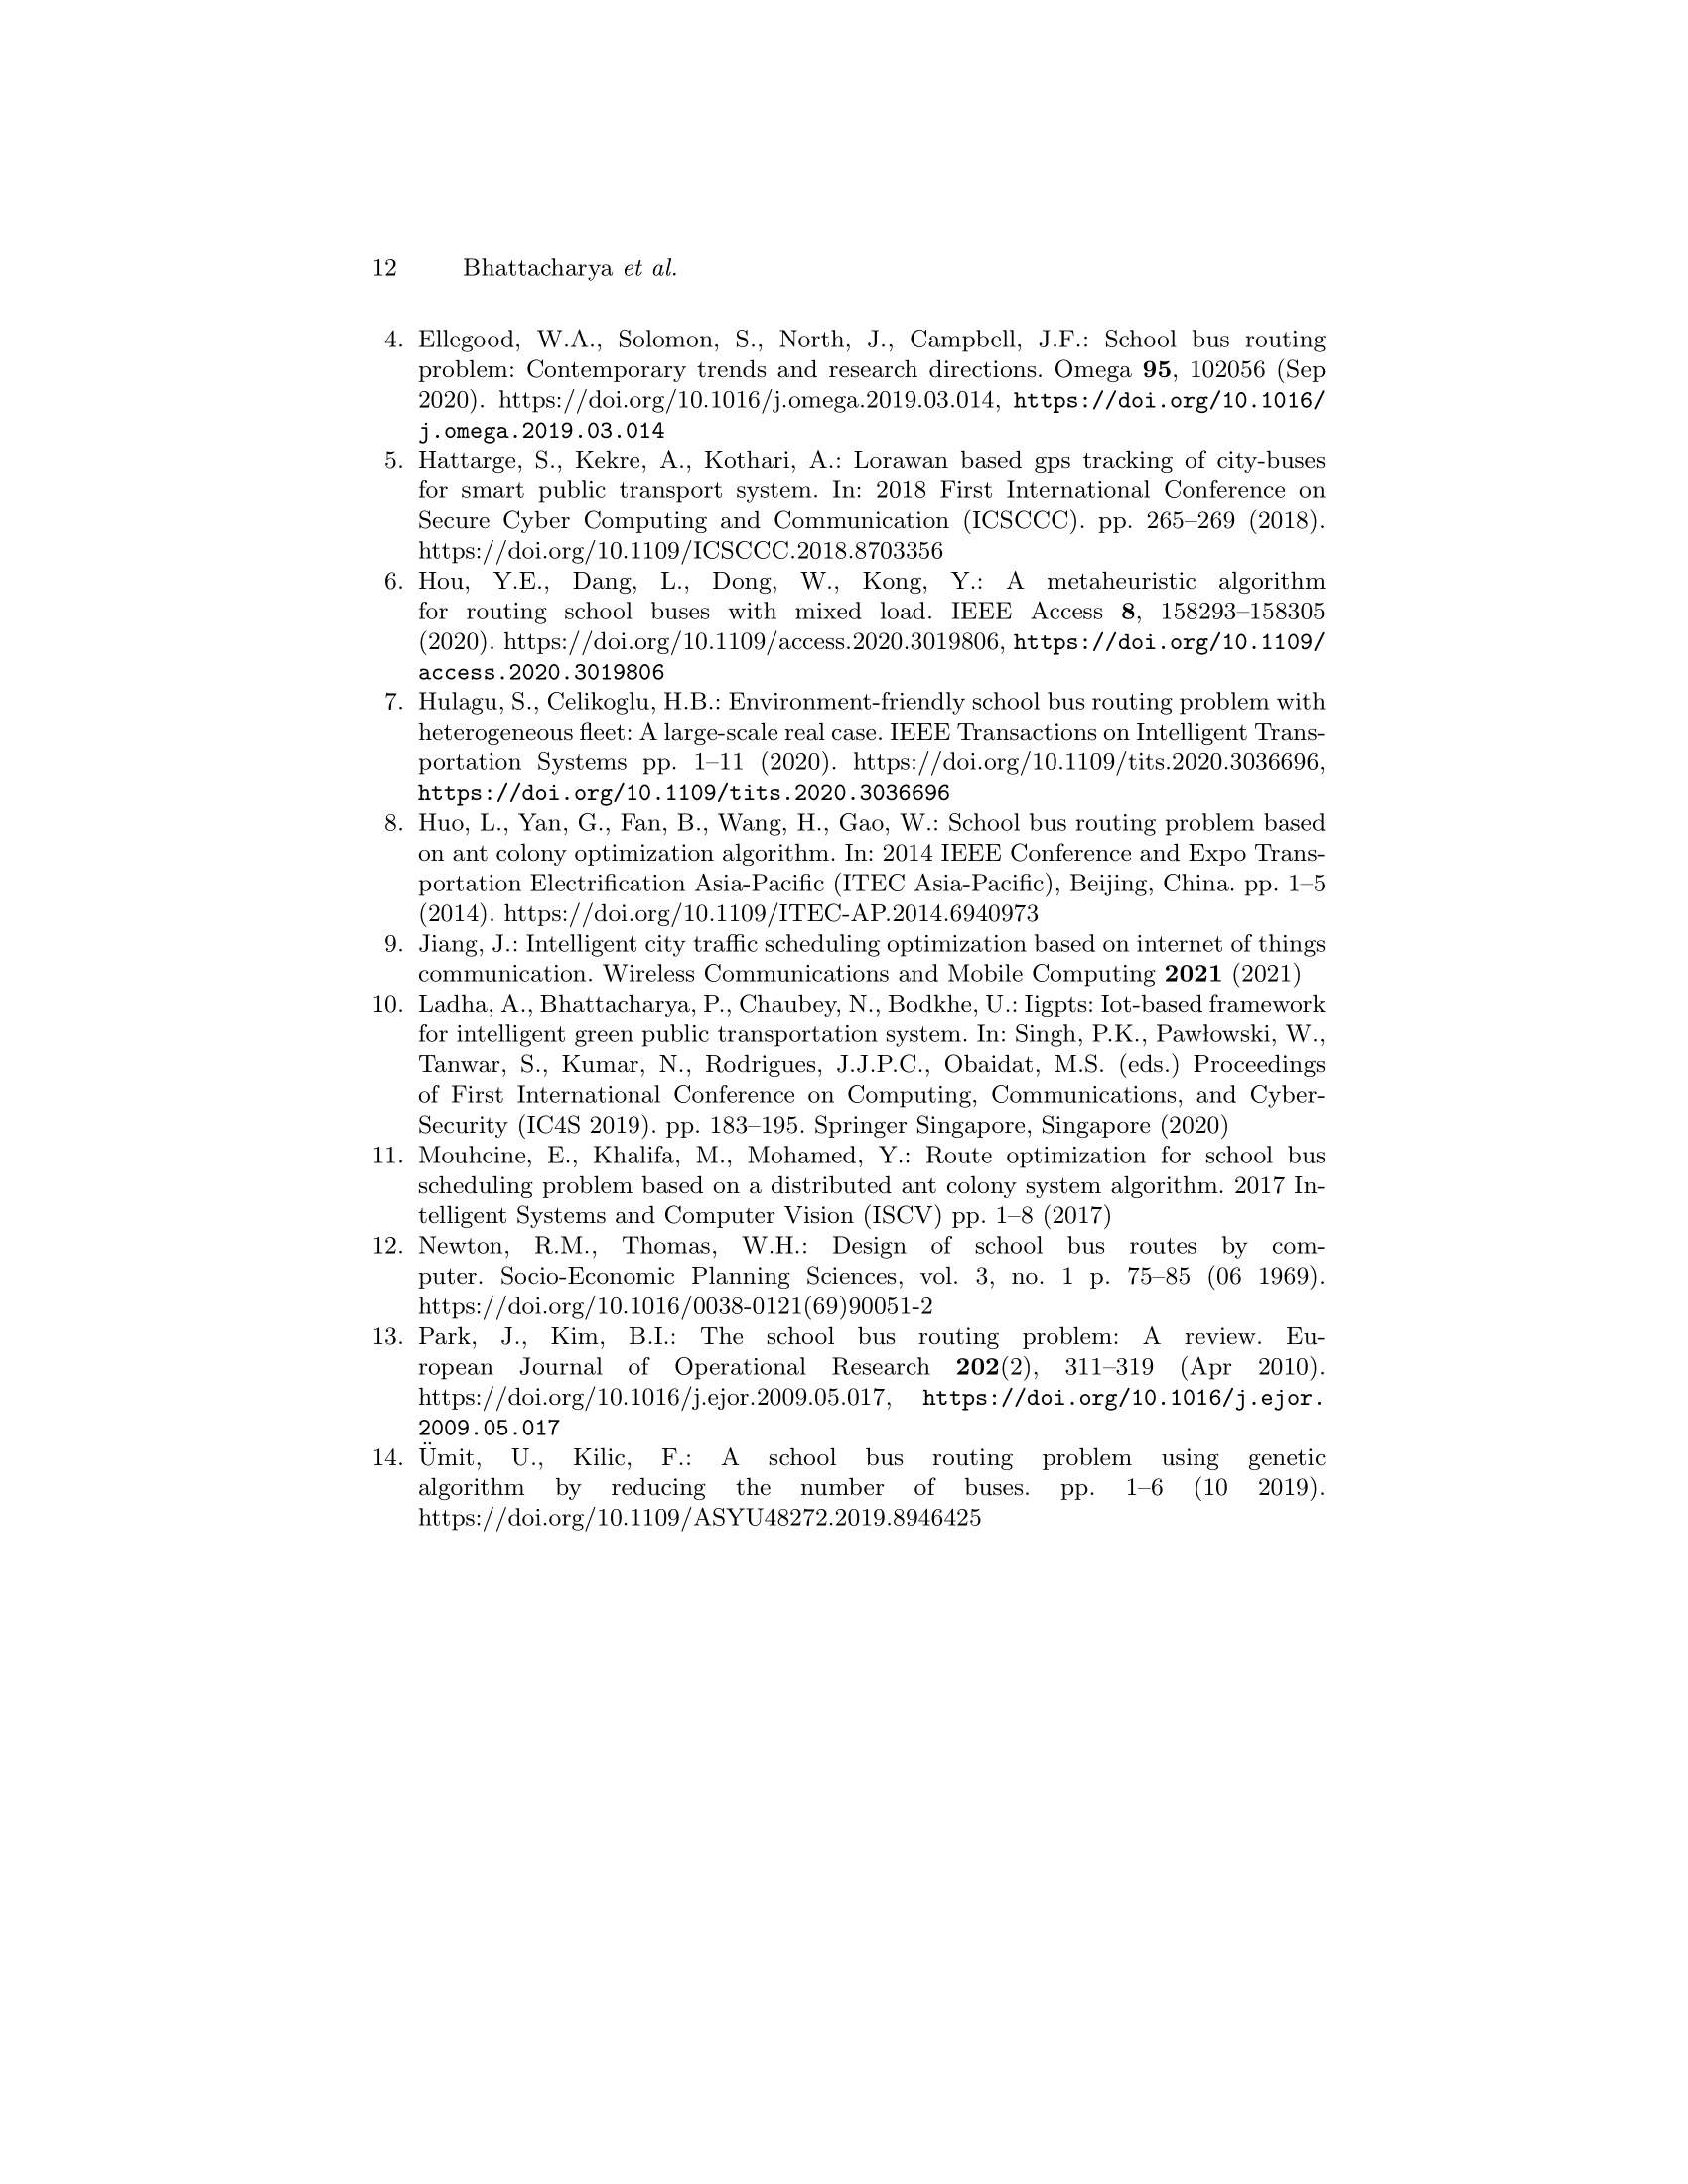 12 Bhattacharya et al.
4. Ellegood, W.A., Solomon, S., North, J., Campbell, J.F.: School bus routing
problem: Contemporary trends and research directions. Omega 95, 102056 (Sep
2020). https://doi.org/10.1016/j.omega.2019.03.014, https://doi.org/10.1016/
j.omega.2019.03.014
5. Hattarge, S., Kekre, A., Kothari, A.: Lorawan based gps tracking of city-buses
for smart public transport system. In: 2018 First International Conference on
Secure Cyber Computing and Communication (ICSCCC). pp. 265–269 (2018).
https://doi.org/10.1109/ICSCCC.2018.8703356
6. Hou, Y.E., Dang, L., Dong, W., Kong, Y.: A metaheuristic algorithm
for routing school buses with mixed load. IEEE Access 8, 158293–158305
(2020). https://doi.org/10.1109/access.2020.3019806, https://doi.org/10.1109/
access.2020.3019806
7. Hulagu, S., Celikoglu, H.B.: Environment-friendly school bus routing problem with
heterogeneous fleet: A large-scale real case. IEEE Transactions on Intelligent Trans-
portation Systems pp. 1–11 (2020). https://doi.org/10.1109/tits.2020.3036696,
https://doi.org/10.1109/tits.2020.3036696
8. Huo, L., Yan, G., Fan, B., Wang, H., Gao, W.: School bus routing problem based
on ant colony optimization algorithm. In: 2014 IEEE Conference and Expo Trans-
portation Electrification Asia-Pacific (ITEC Asia-Pacific), Beijing, China. pp. 1–5
(2014). https://doi.org/10.1109/ITEC-AP.2014.6940973
9. Jiang, J.: Intelligent city traffic scheduling optimization based on internet of things
communication. Wireless Communications and Mobile Computing 2021 (2021)
10. Ladha, A., Bhattacharya, P., Chaubey, N., Bodkhe, U.: Iigpts: Iot-based framework
for intelligent green public transportation system. In: Singh, P.K., Pawłowski, W.,
Tanwar, S., Kumar, N., Rodrigues, J.J.P.C., Obaidat, M.S. (eds.) Proceedings
of First International Conference on Computing, Communications, and Cyber-
Security (IC4S 2019). pp. 183–195. Springer Singapore, Singapore (2020)
11. Mouhcine, E., Khalifa, M., Mohamed, Y.: Route optimization for school bus
scheduling problem based on a distributed ant colony system algorithm. 2017 In-
telligent Systems and Computer Vision (ISCV) pp. 1–8 (2017)
12. Newton, R.M., Thomas, W.H.: Design of school bus routes by com-
puter. Socio-Economic Planning Sciences, vol. 3, no. 1 p. 75–85 (06 1969).
https://doi.org/10.1016/0038-0121(69)90051-2
13. Park, J., Kim, B.I.: The school bus routing problem: A review. Eu-
ropean Journal of Operational Research 202(2), 311–319 (Apr 2010).
https://doi.org/10.1016/j.ejor.2009.05.017, https://doi.org/10.1016/j.ejor.
2009.05.017
14. Ümit, U., Kilic, F.: A school bus routing problem using genetic
algorithm by reducing the number of buses. pp. 1–6 (10 2019).
https://doi.org/10.1109/ASYU48272.2019.8946425